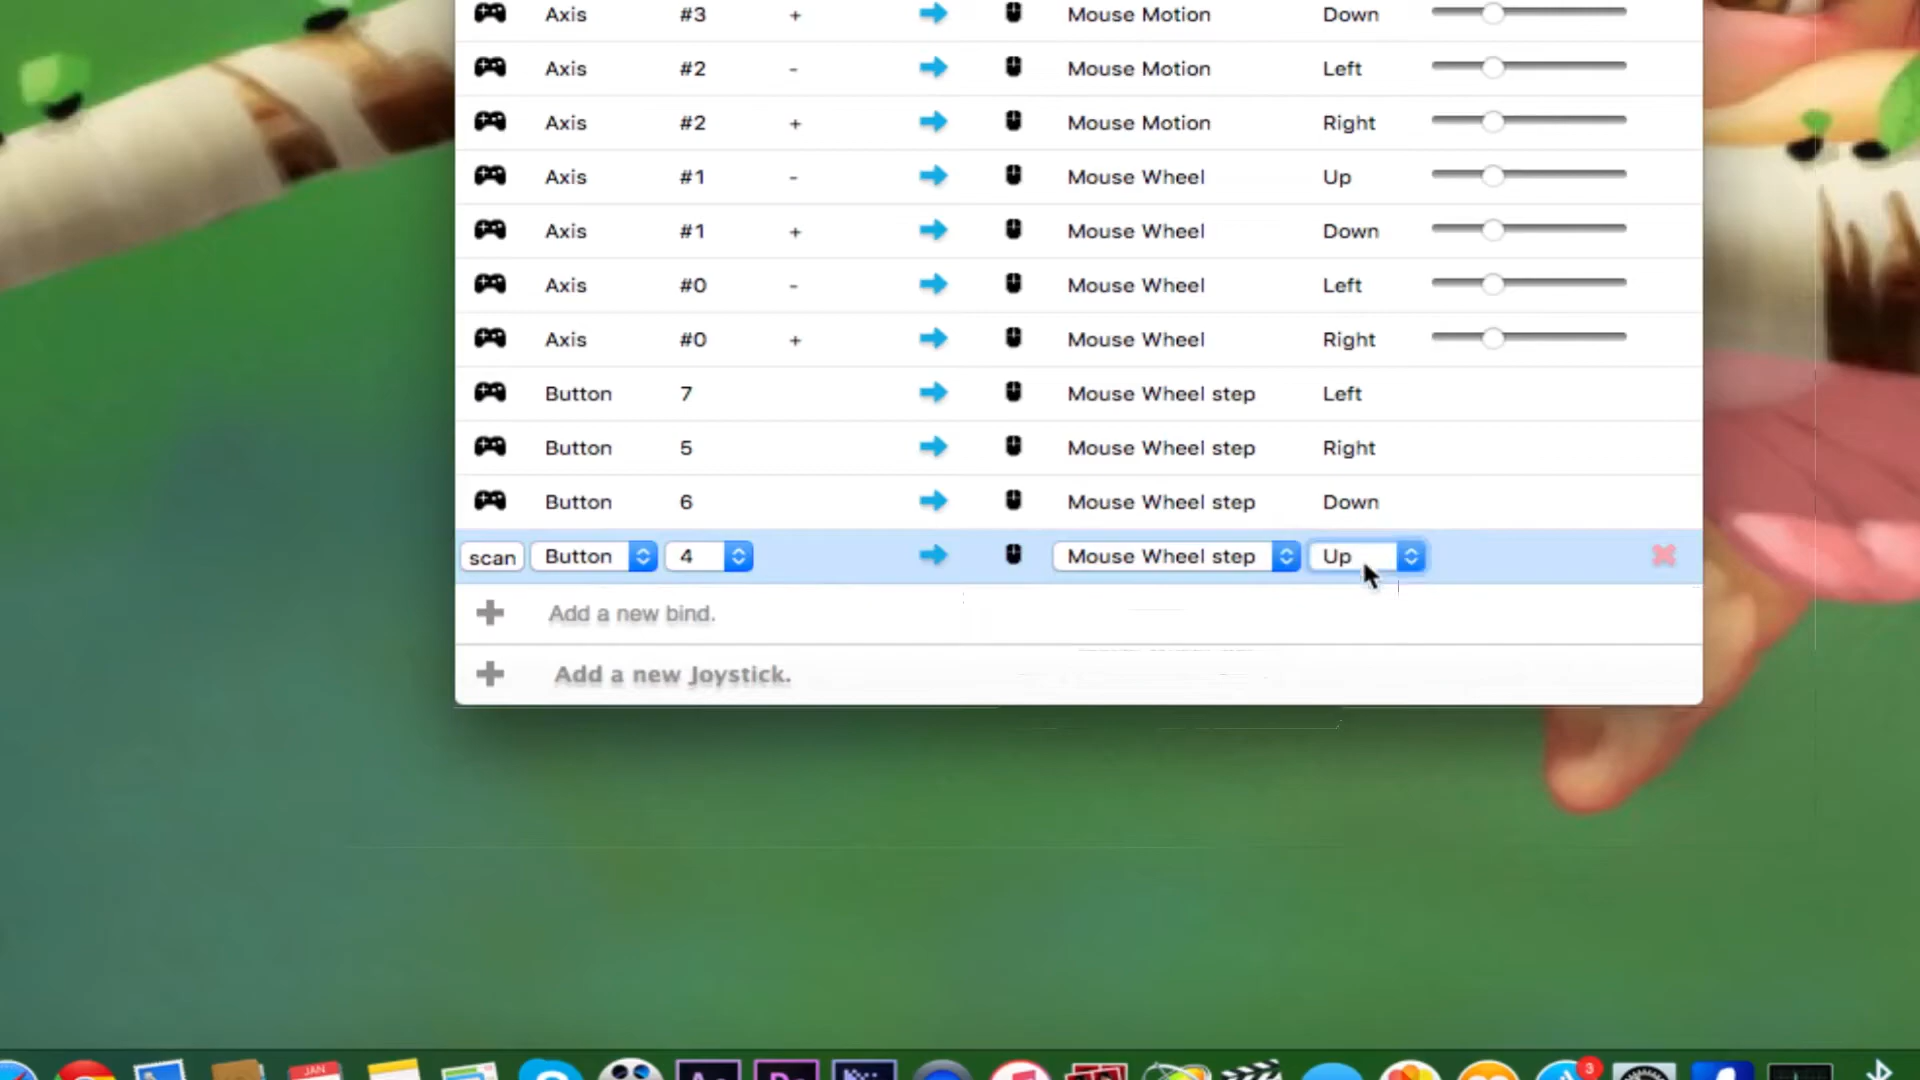 Axis #3 + Mouse Motion Down
Axis #2 - Mouse Motion Left
Axis #2 + Mouse Motion Right
Axis #1 - Mouse Wheel Up
Axis #1 + Mouse Wheel Down
Axis #0 - Mouse Wheel Left
Axis #0 + Mouse Wheel Right
Button 7 Mouse Wheel step Left
Button 5 Mouse Wheel step Right
Button 6 Mouse Wheel step Down
scan Button 4 Mouse Wheel step Up
Add a new bind.
Add a new Joystick.
JAN 3